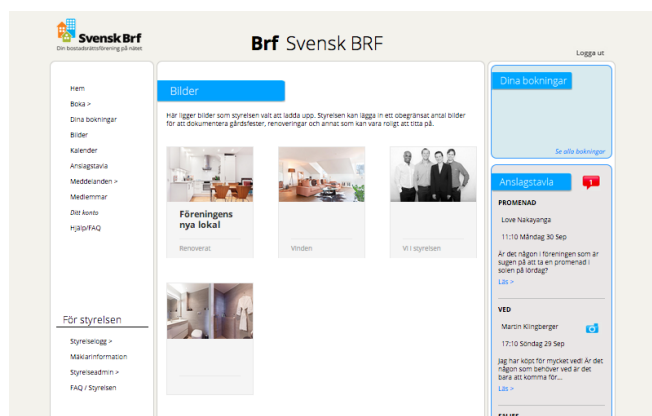 Svensk Brf
Din bostadsrättsförening på nätet
Brf Svensk BRF
Logga ut
Hem
Boka >
Dina bokningar
Bilder
Kalender
Anslagstavla
Meddelanden >
Medlemmar
Ditt konto
Hjälp/FAQ
För styrelsen
Styrelselogg >
Mäklarinformation
Styrelseadmin >
FAQ / Styrelsen
Bilder
Här ligger bilder som styrelsen valt att ladda upp. Styrelsen kan lägga in ett obegränsat antal bilder
för att dokumentera gårdsfester, renoveringar och annat som kan vara roligt att titta på.
Föreningens
nya lokal
Renoverat
Vinden
Vi i styrelsen
Dina bokningar
Se alla bokningar
Anslagstavla
1
PROMENAD
Love Nakayanga
11:10 Måndag 30 Sep
Är det någon i föreningen som är
sugen på att ta en promenad i
solen på lördag?
Läs >
VED
Martin Klingberger
17:10 Söndag 29 Sep
Jag har köpt för mycket ved! Är det
någon som behöver ved är det
bara att komma för...
Läs >